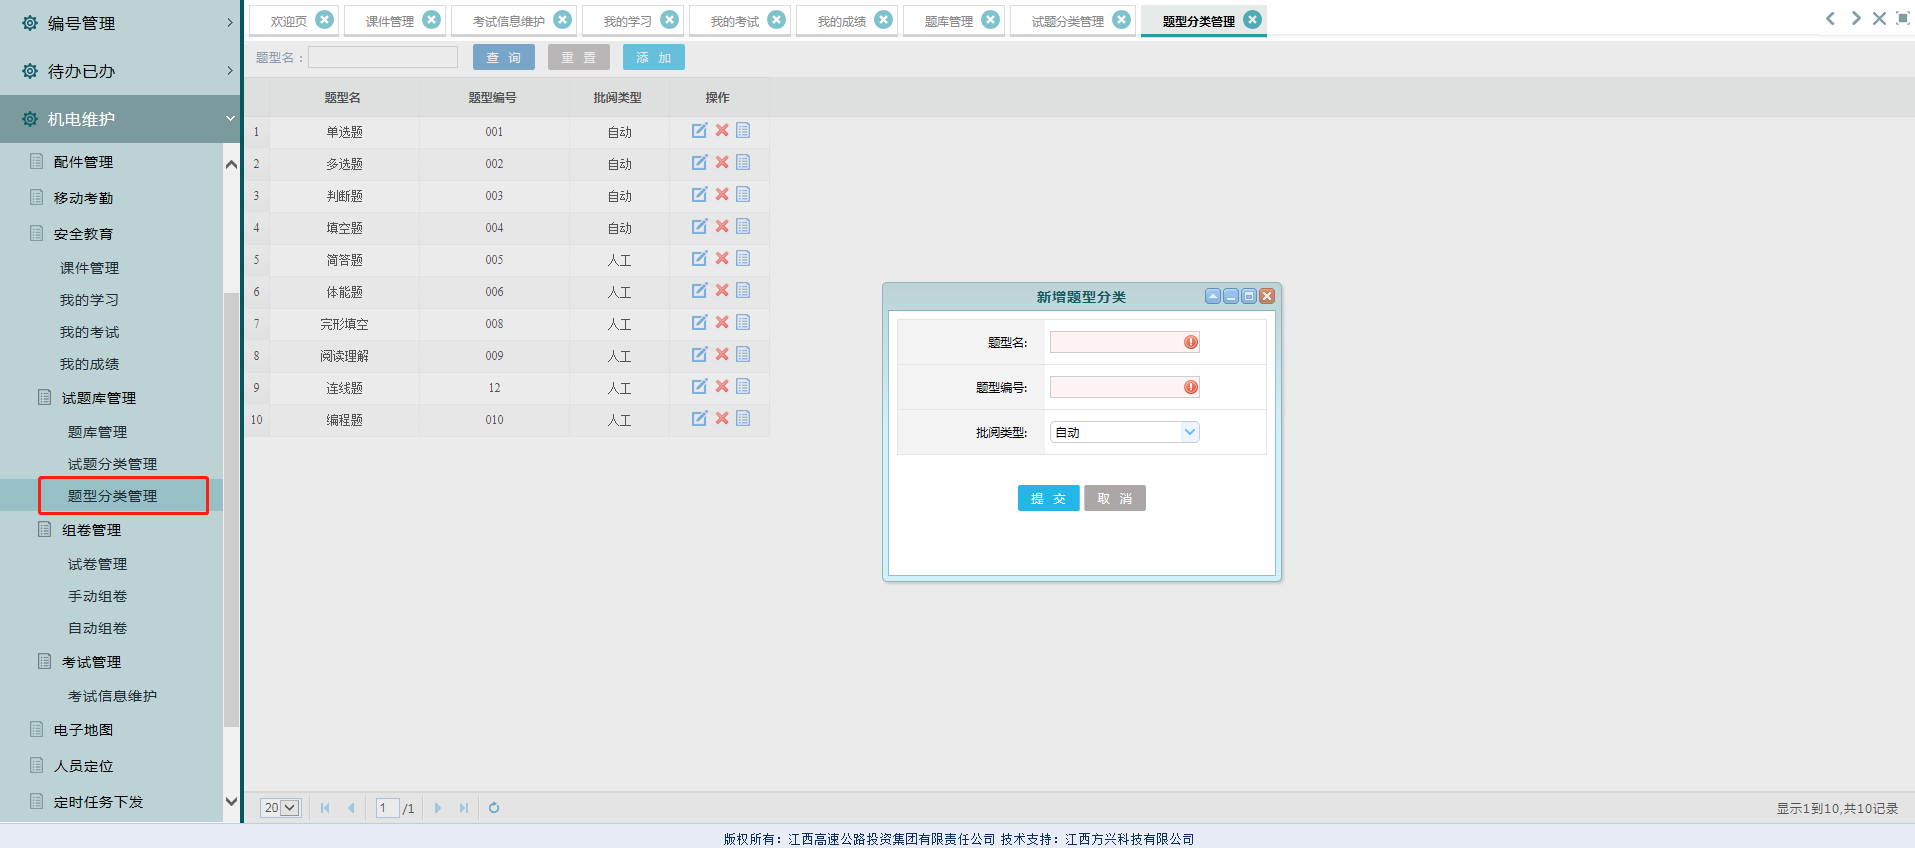 编号管理
待办已办
机电维护
配件管理
移动考勤
安全教育
课件管理
我的学习
我的考试
我的成绩
试题库管理
题库管理
试题分类管理
题型分类管理
组卷管理
试卷管理
手动组卷
自动组卷
考试管理
考试信息维护
电子地图
人员定位
定时任务下发
欢迎页 课件管理 考试信息维护 我的学习 我的考试 我的成绩 题库管理 试题分类管理 题型分类管理
题型名： 查 询 重 置 添 加
题型名 题型编号 批阅类型 操作
1 单选题 001 自动
2 多选题 002 自动
3 判断题 003 自动
4 填空题 004 自动
5 简答题 005 人工
6 体能题 006 人工
7 完形填空 008 人工
8 阅读理解 009 人工
9 连线题 12 人工
10 编程题 010 人工
新增题型分类
题型名:
题型编号:
批阅类型: 自动
提 交 取 消
20 1 /1 显示1到10,共10记录
版权所有：江西高速公路投资集团有限责任公司 技术支持：江西方兴科技有限公司